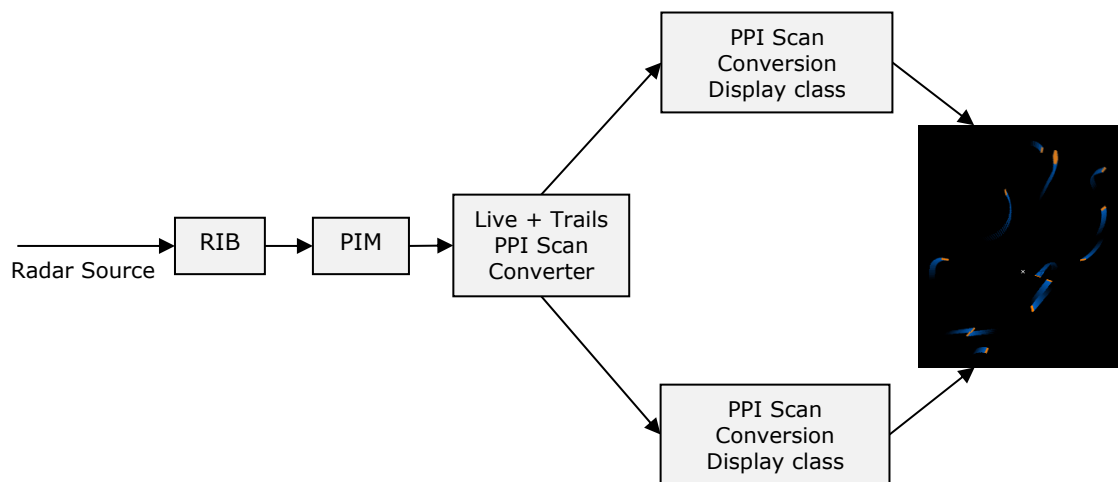 PPI Scan
Conversion
Display class
RIB
PIM
Live + Trails
PPI Scan
Converter
Radar Source
PPI Scan
Conversion
Display class